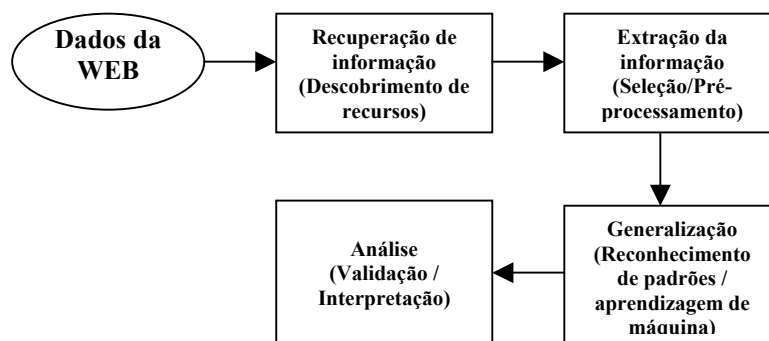 Dados da
WEB
Recuperação de
informação
(Descobrimento de
recursos)
Extração da
informação
(Seleção/Pré-
processamento)
Generalização
(Reconhecimento
de padrões /
aprendizagem de
máquina)
Análise
(Validação /
Interpretação)